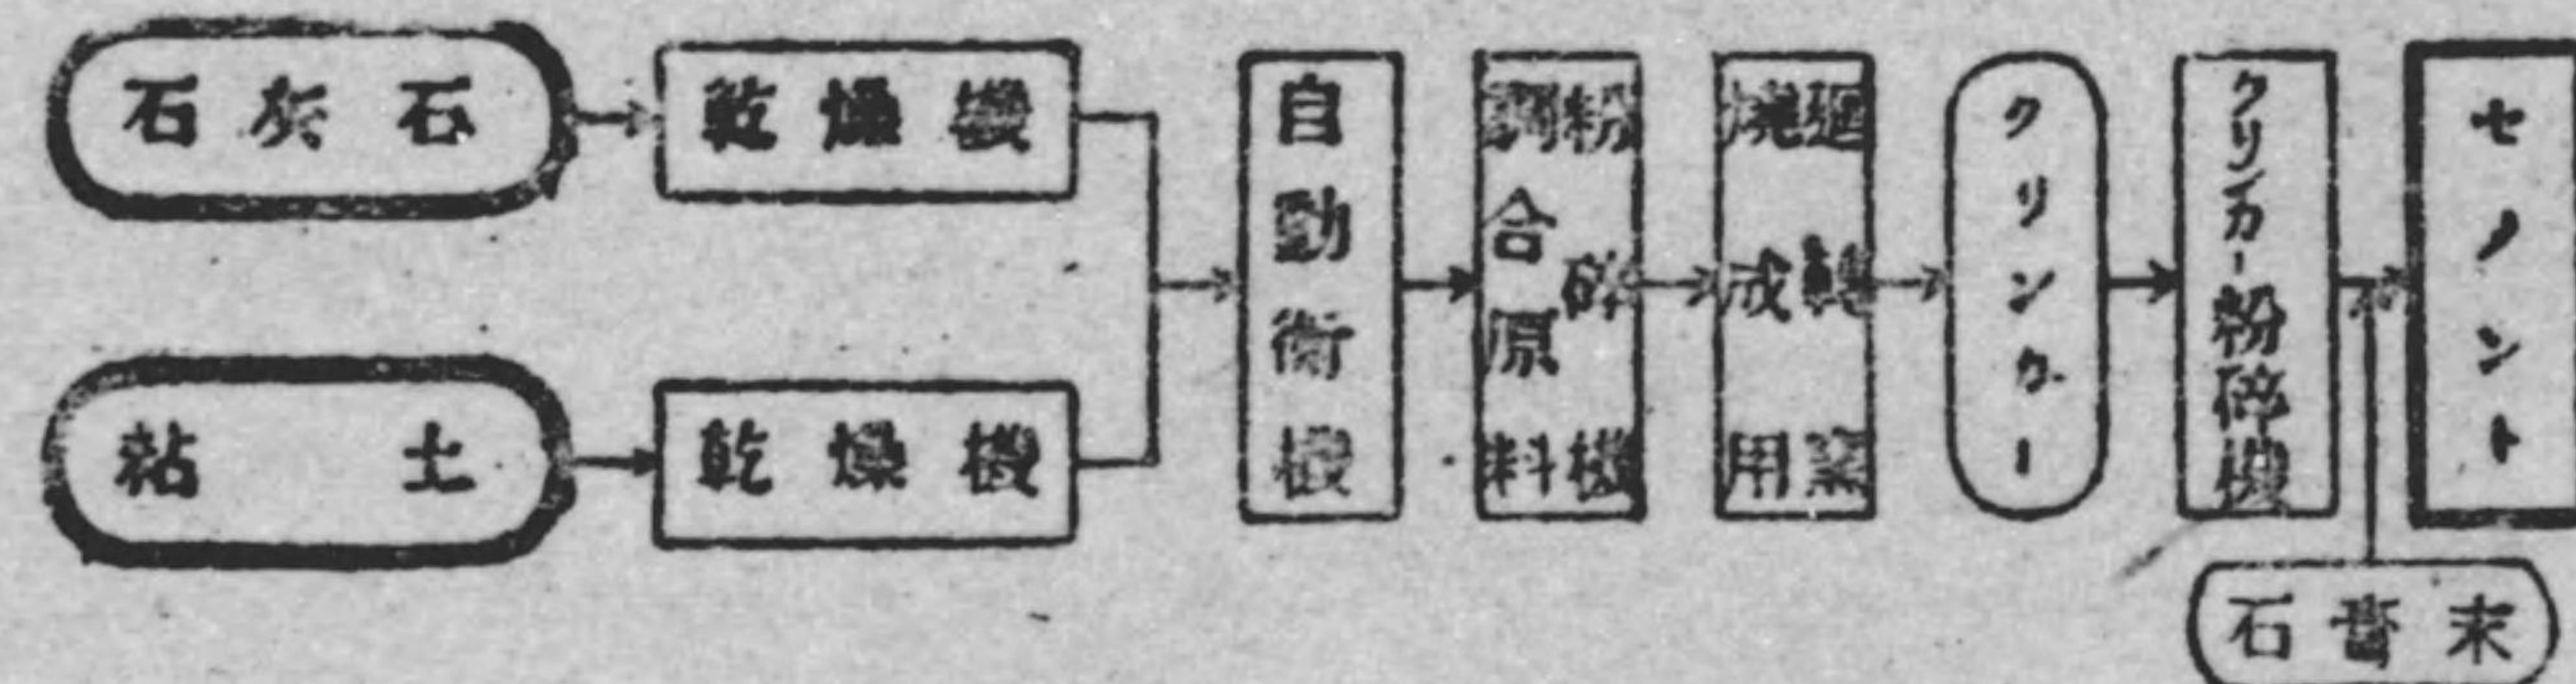 石灰石
乾燥機
粘土
乾燥機
自動衡機
調合原料
粉砕機
焼成用
廻轉窯
クリンカー
クリンカー粉碎機
セメント
石膏末